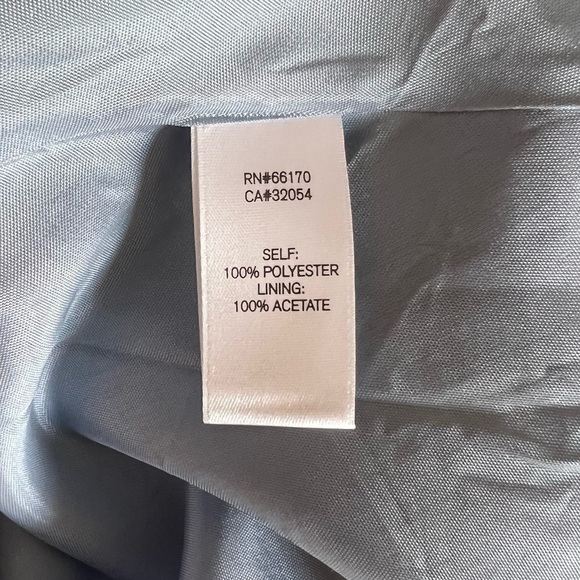 RN#66170
CA#32054
SELF:
100% POLYESTER
LINING:
100% ACETATE